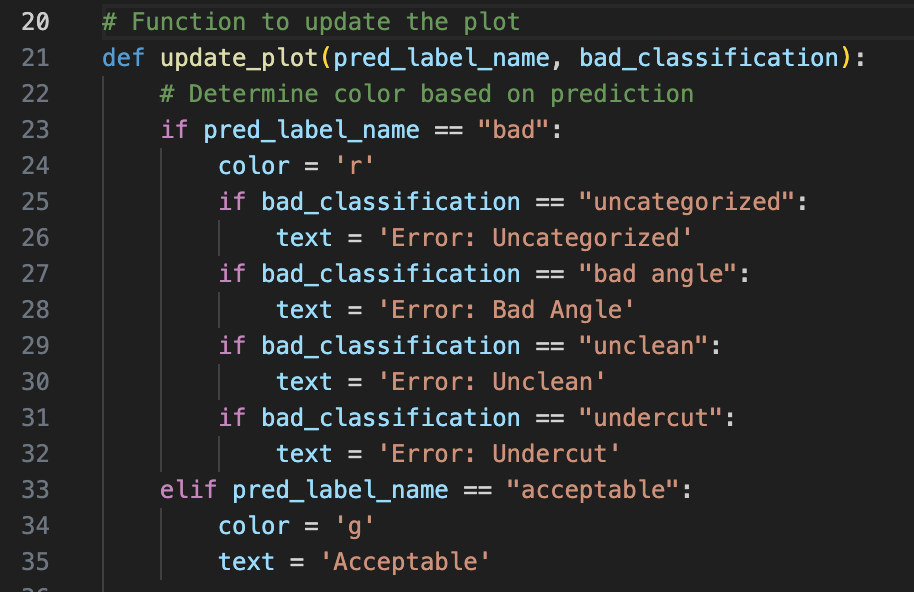 20 # Function to update the plot
21 def update_plot(pred_label_name, bad_classification):
22     # Determine color based on prediction
23     if pred_label_name == "bad":
24         color = 'r'
25         if bad_classification == "uncategorized":
26             text = 'Error: Uncategorized'
27         if bad_classification == "bad angle":
28             text = 'Error: Bad Angle'
29         if bad_classification == "unclean":
30             text = 'Error: Unclean'
31         if bad_classification == "undercut":
32             text = 'Error: Undercut'
33     elif pred_label_name == "acceptable":
34         color = 'g'
35         text = 'Acceptable'